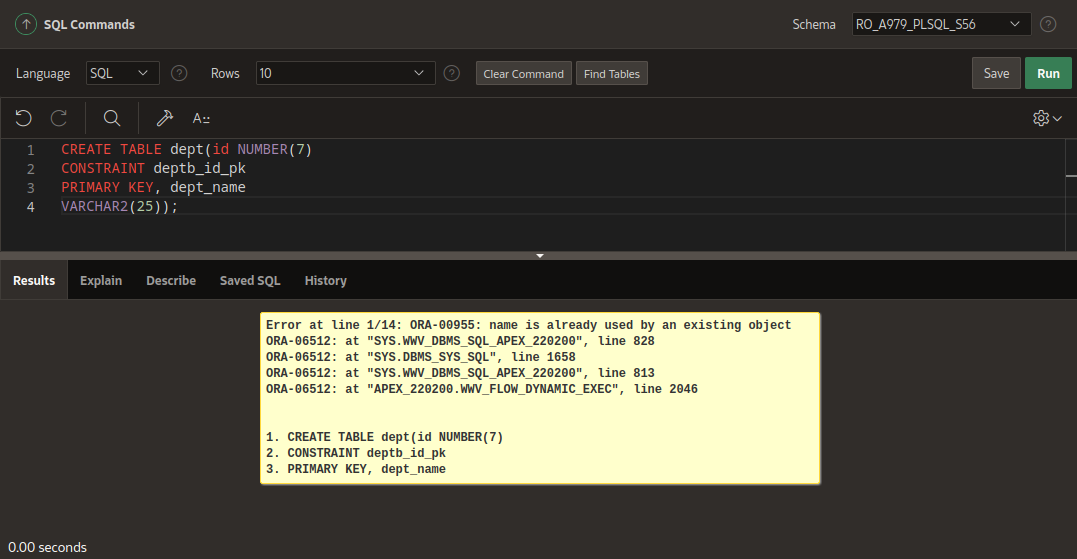 SQL Commands
Schema RO_A979_PLSQL_S56 ?
Language SQL ? Rows 10 ? Clear Command Find Tables Save Run
A::
1 CREATE TABLE dept(id NUMBER(7)
2 CONSTRAINT deptb_id_pk
3 PRIMARY KEY, dept_name
4 VARCHAR2(25));
Results Explain Describe Saved SQL History
Error at line 1/14: ORA-00955: name is already used by an existing object
ORA-06512: at "SYS.WWV_DBMS_SQL_APEX_220200", line 828
ORA-06512: at "SYS.DBMS_SYS_SQL", line 1658
ORA-06512: at "SYS.WWV_DBMS_SQL_APEX_220200", line 813
ORA-06512: at "APEX_220200.WWV_FLOW_DYNAMIC_EXEC", line 2046
1. CREATE TABLE dept(id NUMBER(7)
2. CONSTRAINT deptb_id_pk
3. PRIMARY KEY, dept_name
0.00 seconds